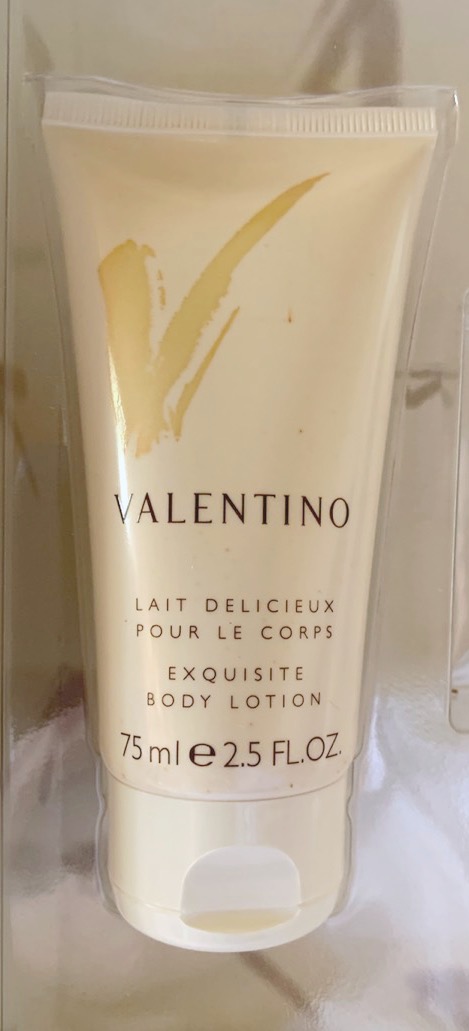 VALENTINO
LAIT DELICIEUX
POUR LE CORPS
EXQUISITE
BODY LOTION
75 ml ℮ 2.5 FL.OZ.